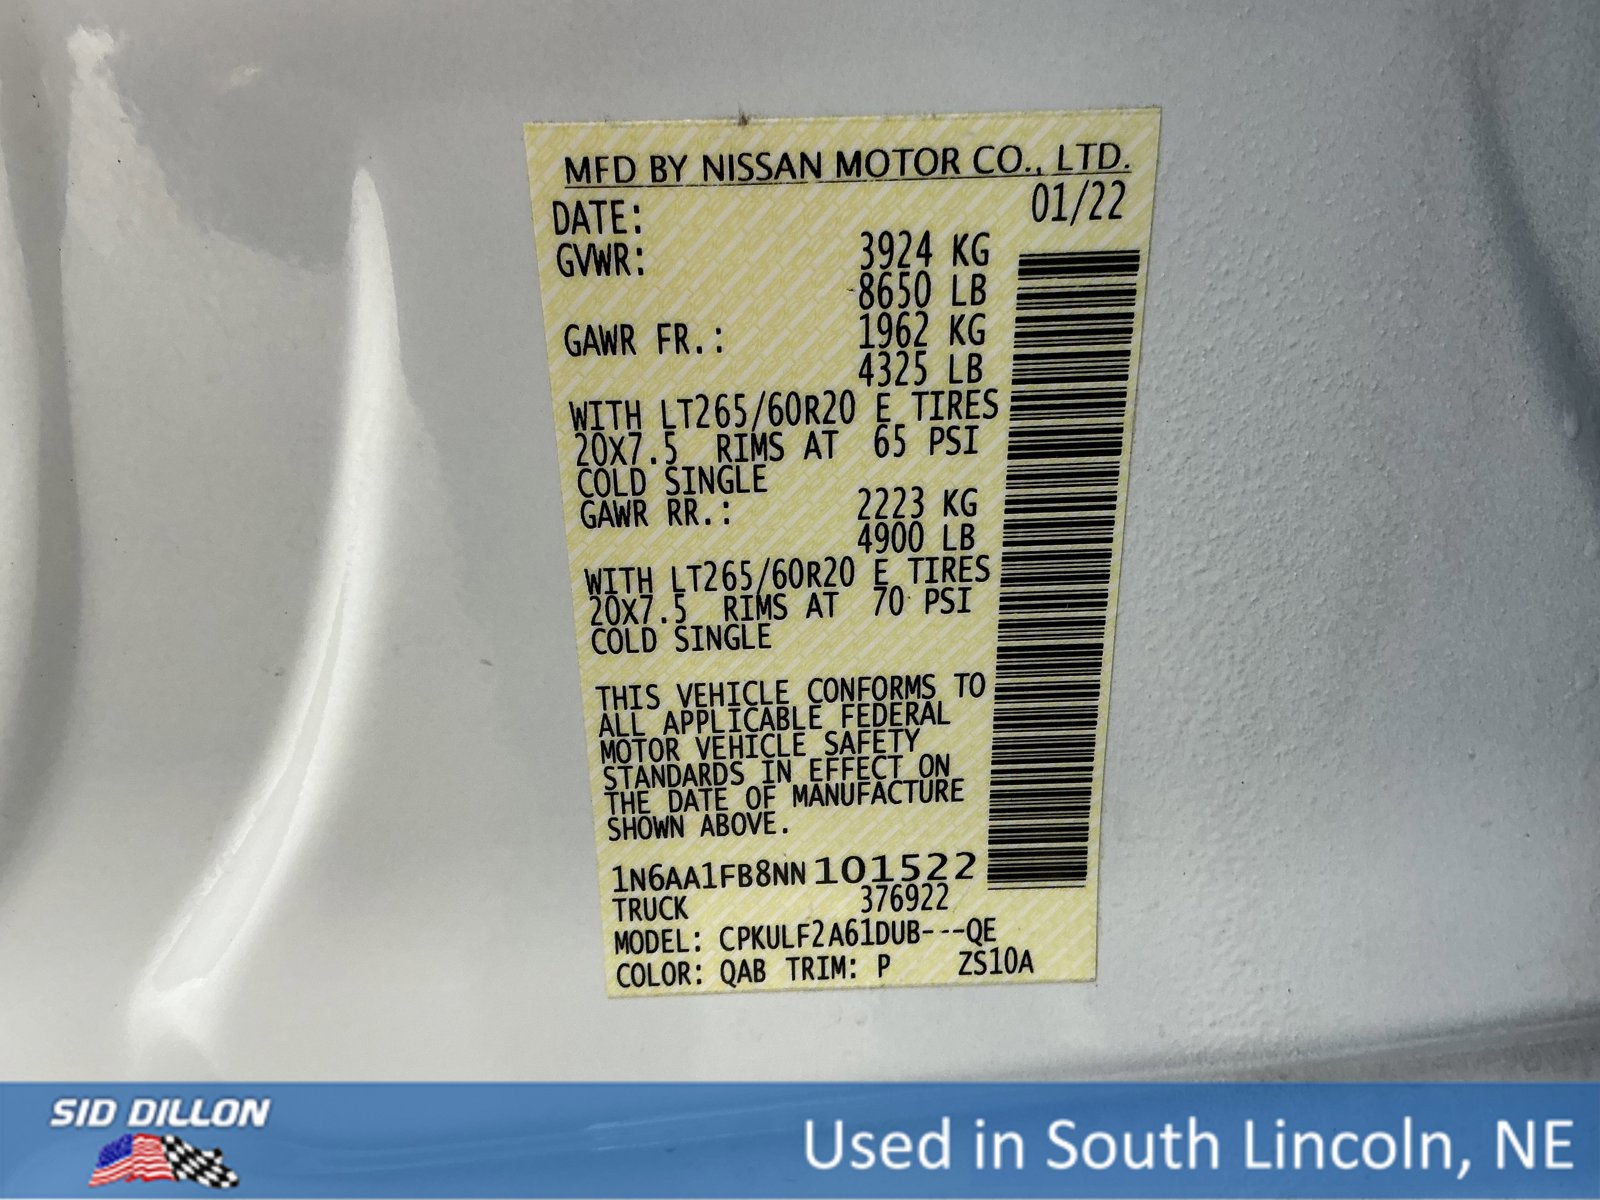 MFD BY NISSAN MOTOR CO., LTD.
DATE: 01/22
GVWR: 3924 KG
8650 LB
GAWR FR.: 1962 KG
4325 LB
WITH LT265/60R20 E TIRES
20X7.5 RIMS AT 65 PSI
COLD SINGLE
GAWR RR.: 2223 KG
4900 LB
WITH LT265/60R20 E TIRES
20X7.5 RIMS AT 70 PSI
COLD SINGLE
THIS VEHICLE CONFORMS TO
ALL APPLICABLE FEDERAL
MOTOR VEHICLE SAFETY
STANDARDS IN EFFECT ON
THE DATE OF MANUFACTURE
SHOWN ABOVE.
1N6AA1FB8NN101522
TRUCK 376922
MODEL: CPKULF2A61DUB---QE
COLOR: QAB TRIM: P ZS10A
SID DILLON
Used in South Lincoln, NE